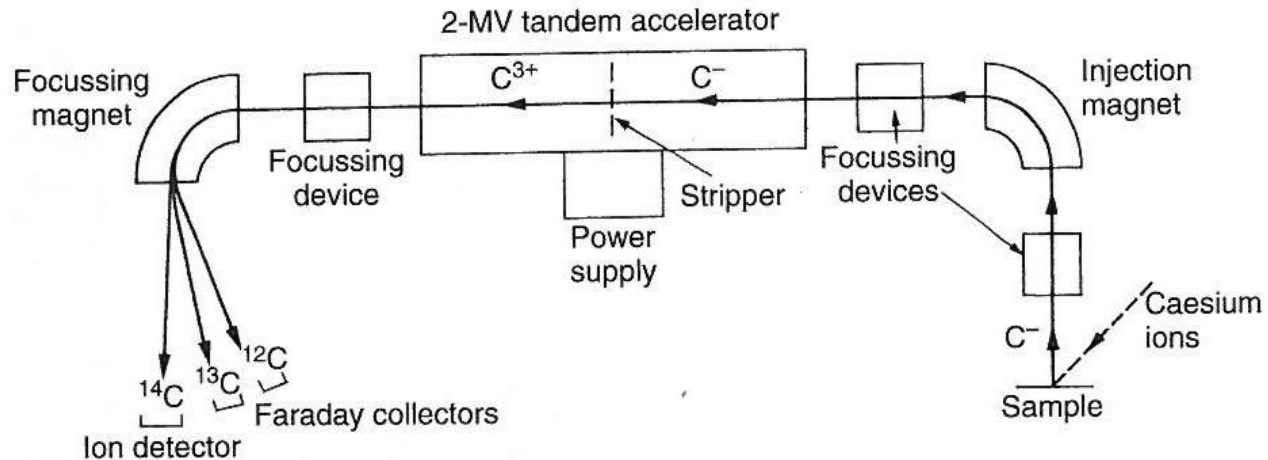 2-MV tandem accelerator
Focussing
magnet
C³⁺
C⁻
Injection
magnet
Focussing
device
Stripper
Focussing
devices
Power
supply
Caesium
ions
C⁻
Sample
¹⁴C
¹³C
¹²C
Faraday collectors
Ion detector